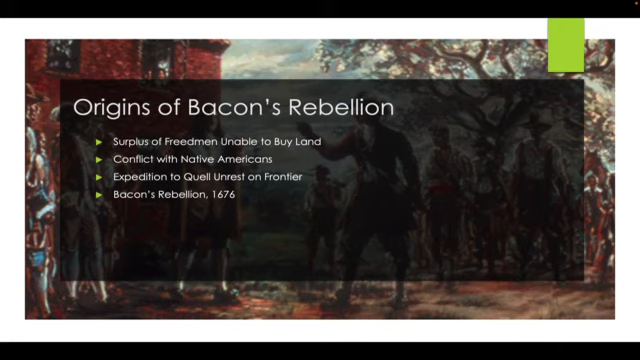 Origins of Bacon's Rebellion
Surplus of Freedmen Unable to Buy Land
Conflict with Native Americans
Expedition to Quell Unrest on Frontier
Bacon's Rebellion, 1676